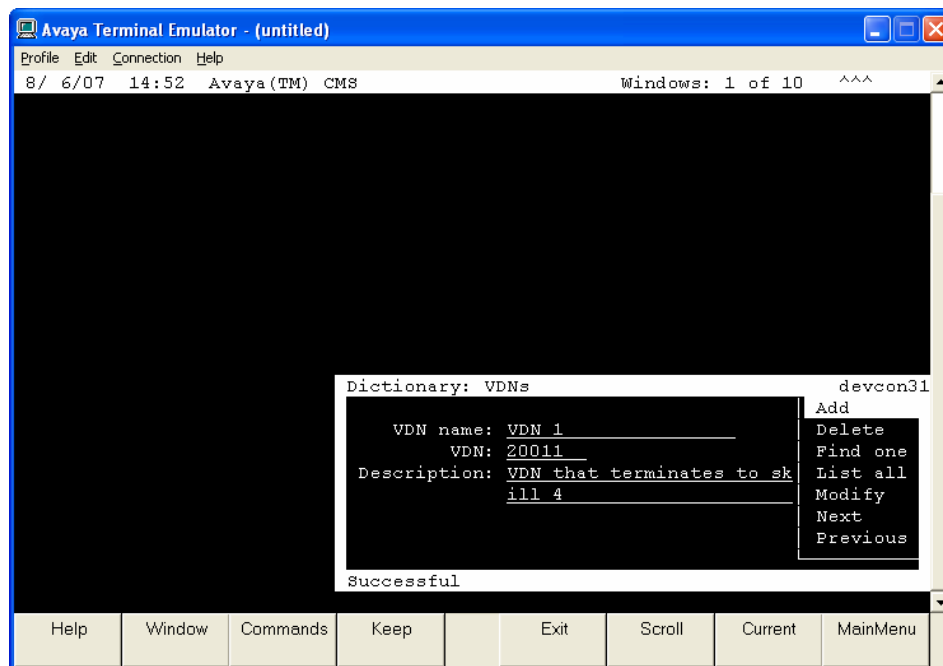 Avaya Terminal Emulator - (untitled)
Profile Edit Connection Help
8/ 6/07 14:52 Avaya(TM) CMS Windows: 1 of 10 ^^^
Dictionary: VDNs devcon31
Add
VDN name: VDN 1 Delete
VDN: 20011 Find one
Description: VDN that terminates to sk List all
ill 4 Modify
Next
Previous
Successful
Help Window Commands Keep Exit Scroll Current MainMenu